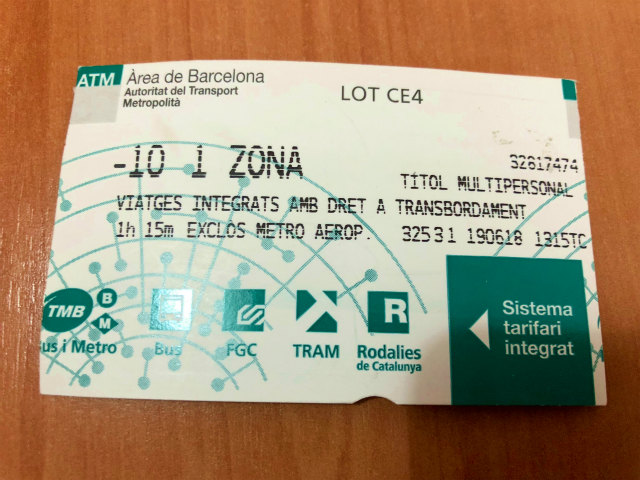 ATM Àrea de Barcelona
Autoritat del Transport
Metropolità
LOT CE4
-10 1 ZONA
32817474
TÍTOL MULTIPERSONAL
VIATGES INTEGRATS AMB DRET A TRANSBORDAMENT
1h 15m EXCLOS METRO AEROP. 32531 190618 1315TC
TMB B M
us i Metro
Bus
FGC
TRAM
R
Rodalies
de Catalunya
Sistema
tarifari
integrat